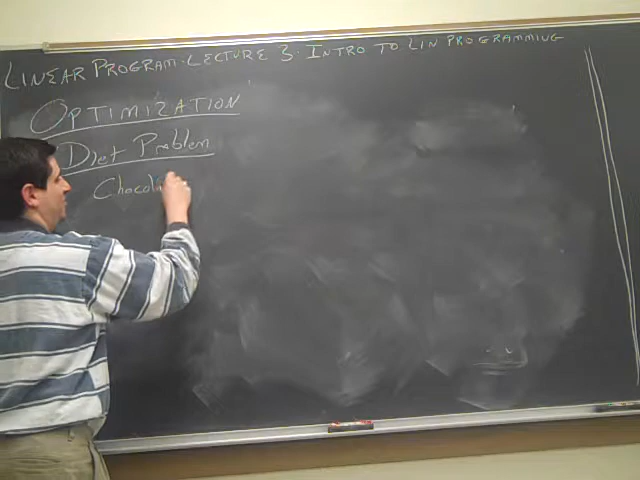 LINEAR PROGRAM. LECTURE 3. INTRO TO LIN PROGRAMMING
OPTIMIZATION
Diet Problem
Chocol